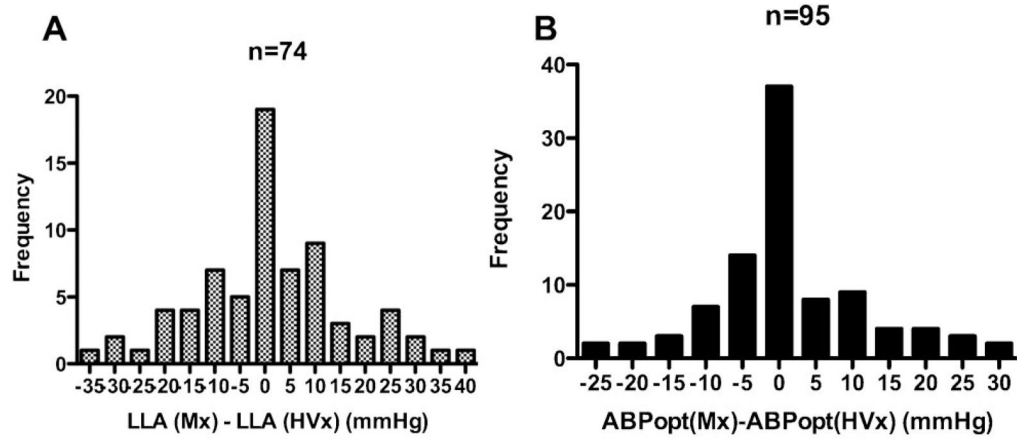 A
n=74
20
15
10
5
0
Frequency
-35-30-25-20-15-10 -5 0 5 10 15 20 25 30 35 40
LLA (Mx) - LLA (HVx) (mmHg)
B
n=95
40
30
20
10
0
Frequency
-25 -20 -15 -10 -5 0 5 10 15 20 25 30
ABPopt(Mx)-ABPopt(HVx) (mmHg)